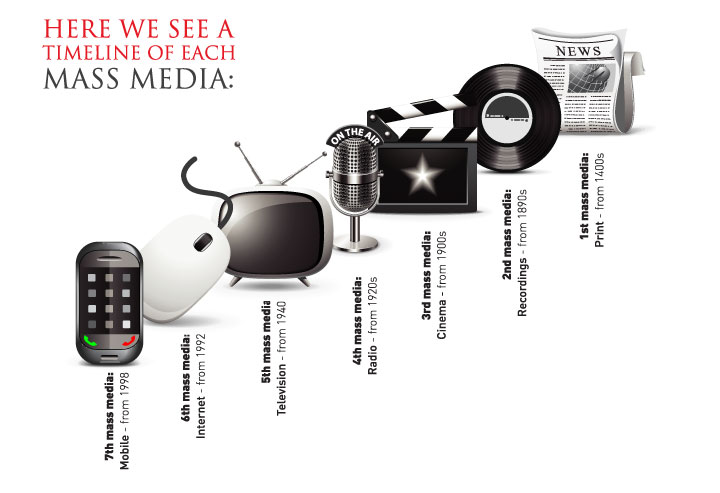 HERE WE SEE A
TIMELINE OF EACH
MASS MEDIA:
NEWS
ON THE AIR
7th mass media:
Mobile - from 1998
6th mass media:
Internet - from 1992
5th mass media
Television - from 1940
4th mass media:
Radio - from 1920s
3rd mass media:
Cinema - from 1900s
2nd mass media:
Recordings - from 1890s
1st mass media:
Print - from 1400s